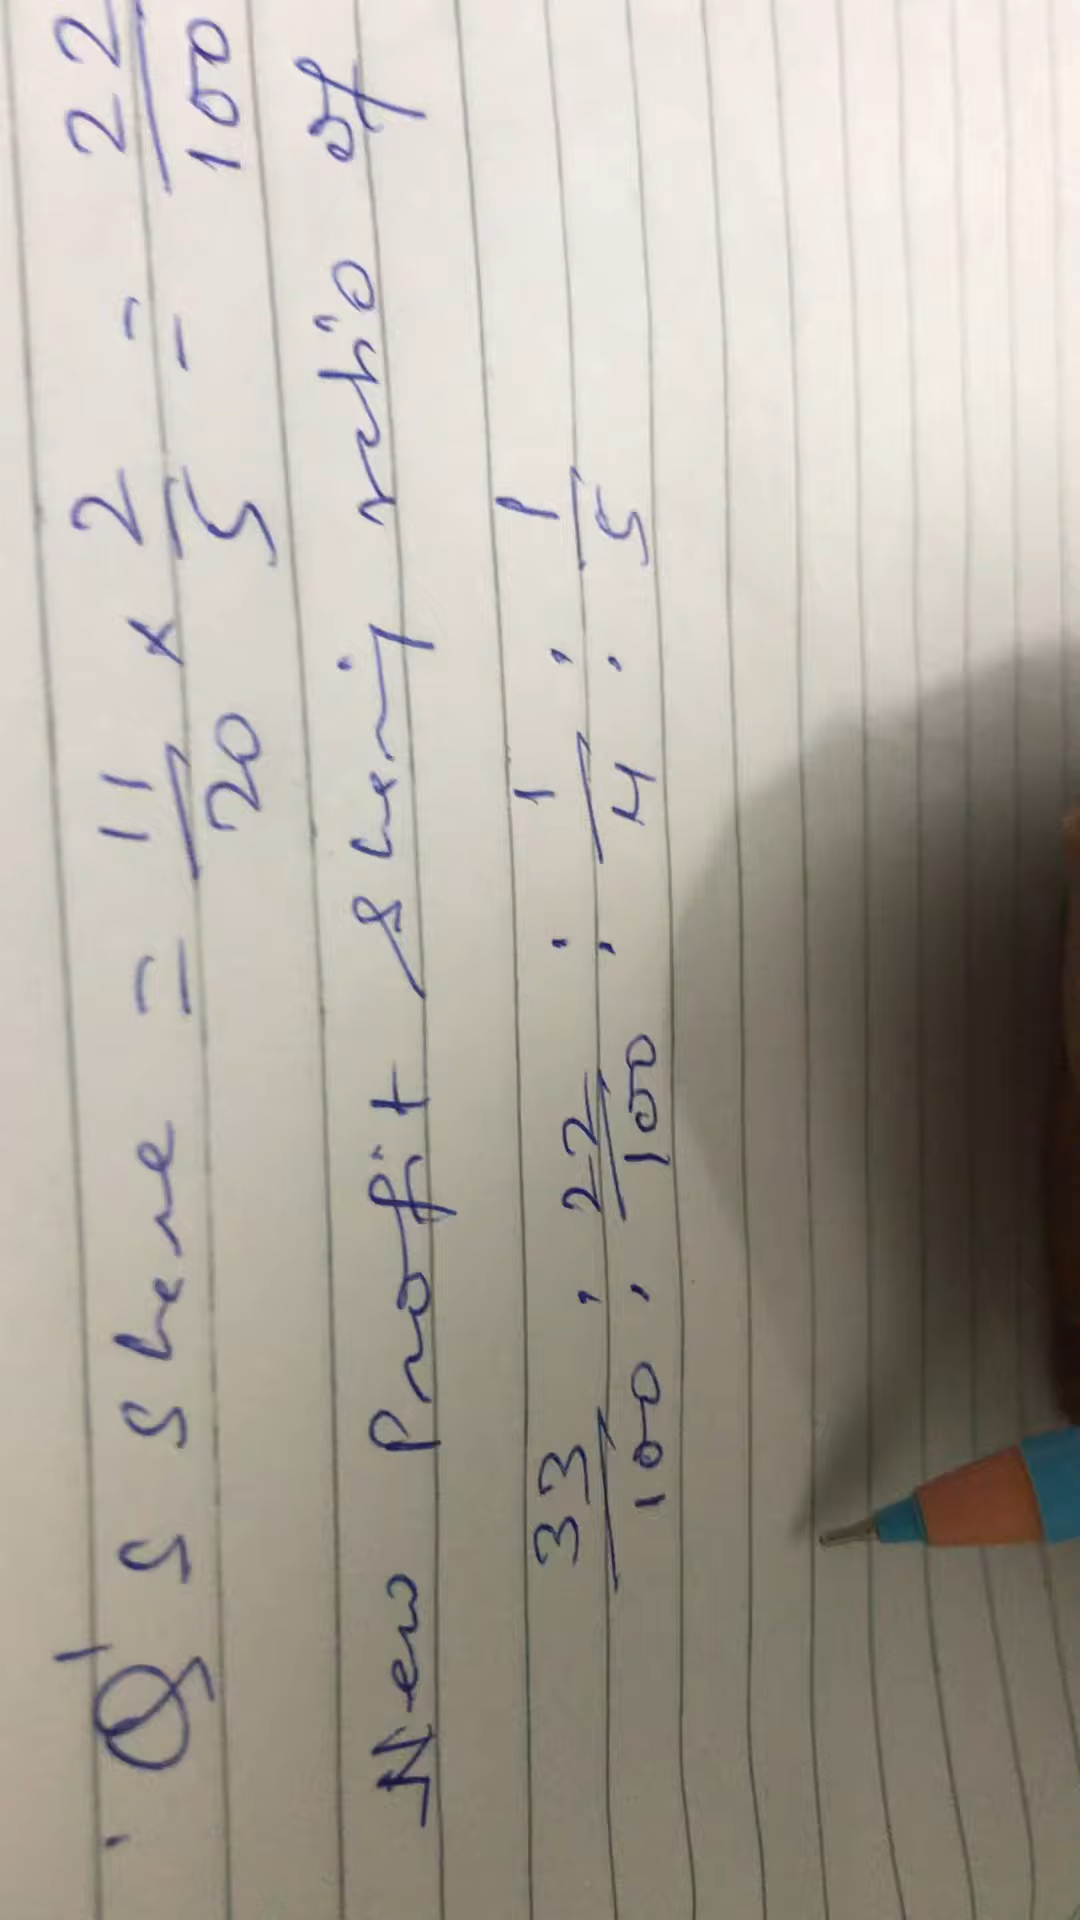 Q's share = 11/20 × 2/5 = 22/100
New Profit sharing ratio of
33/100 : 22/100 : 1/4 : 1/5